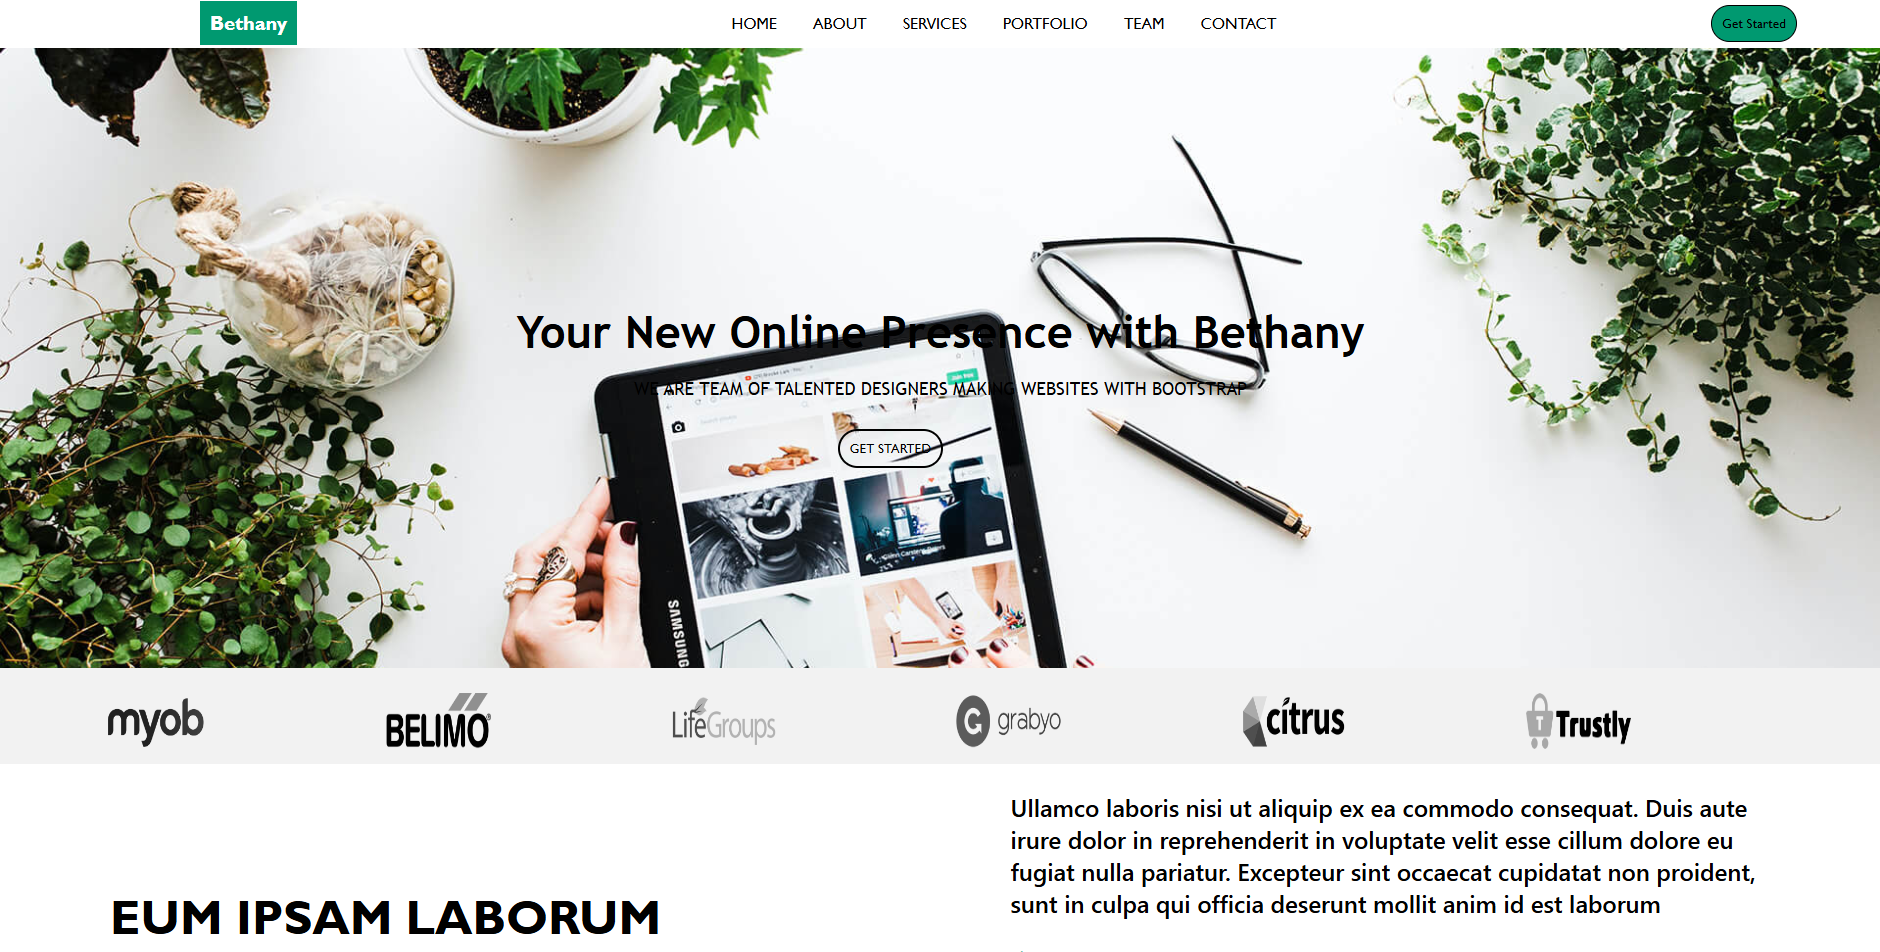 Bethany
HOME ABOUT SERVICES PORTFOLIO TEAM CONTACT
Get Started
Your New Online Presence with Bethany
WE ARE TEAM OF TALENTED DESIGNERS MAKING WEBSITES WITH BOOTSTRAP
Join free
Search photos
GET STARTED
SAMSUNG
myob
BELIMO®
LifeGroups
G grabyo
citrus
T Trustly
Ullamco laboris nisi ut aliquip ex ea commodo consequat. Duis aute
irure dolor in reprehenderit in voluptate velit esse cillum dolore eu
fugiat nulla pariatur. Excepteur sint occaecat cupidatat non proident,
sunt in culpa qui officia deserunt mollit anim id est laborum
EUM IPSAM LABORUM